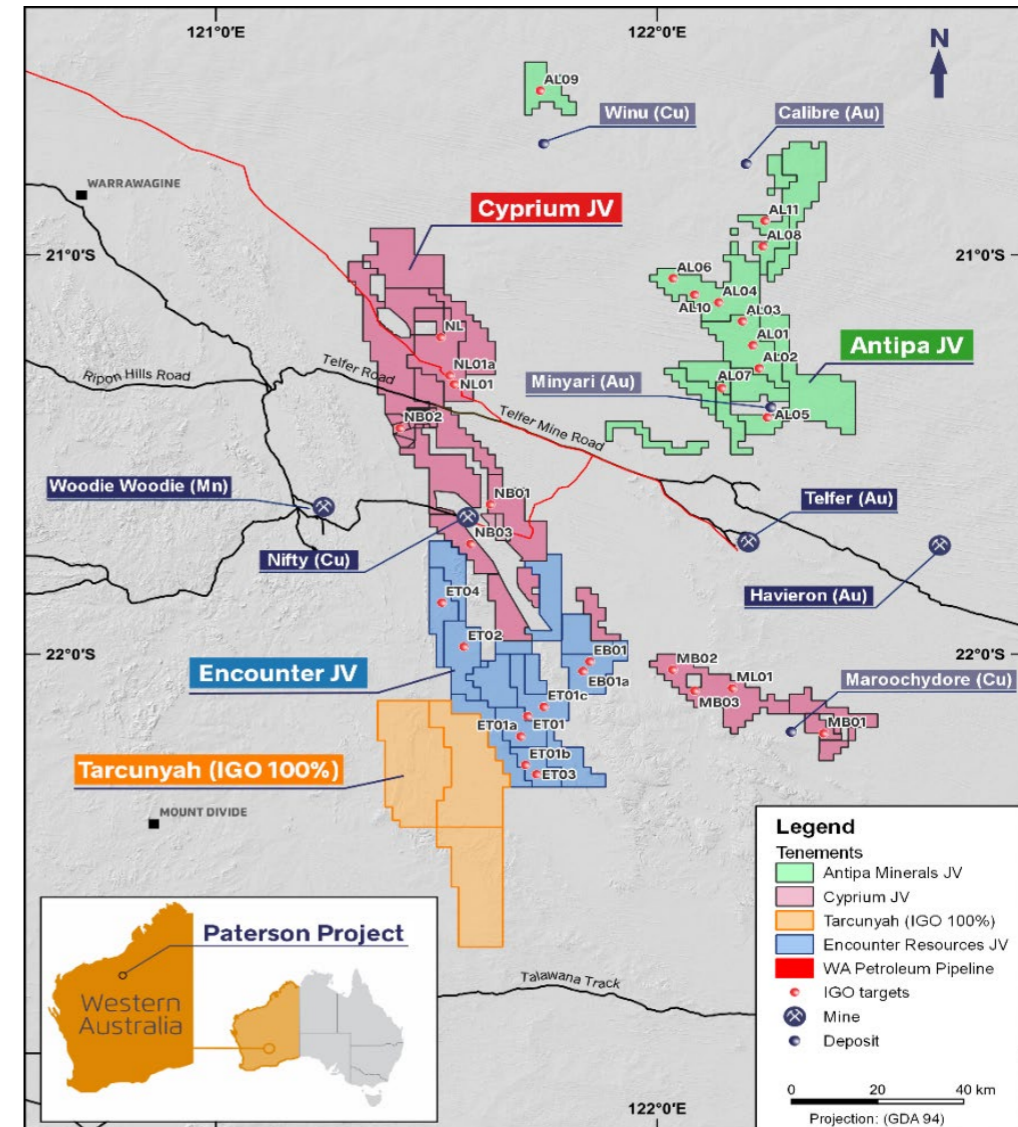 121°0'E
122°0'E
N
AL09
Winu (Cu)
Calibre (Au)
WARRAWAGINE
Cyprium JV
AL11
AL08
21°0'S
21°0'S
AL06
AL04
AL10
AL03
NL
AL01
Antipa JV
Telfer Road
NL01a
AL02
Ripon Hills Road
NL01
Minyari (Au)
AL07
NB02
AL05
Telfer Mine Road
Woodie Woodie (Mn)
NB01
Telfer (Au)
NB03
Nifty (Cu)
Havieron (Au)
ET04
ET02
22°0'S
22°0'S
EB01
Encounter JV
EB01a
MB02
ML01
Maroochydore (Cu)
MB03
ET01c
ET01a
ET01
MB01
ET01b
Tarcunyah (IGO 100%)
ET03
MOUNT DIVIDE
Legend
Tenements
Antipa Minerals JV
Cyprium JV
Tarcunyah (IGO 100%)
Encounter Resources JV
WA Petroleum Pipeline
IGO targets
Mine
Deposit
0 20 40 km
Projection: (GDA 94)
Paterson Project
Western
Australia
Talawana Track
122°0'E